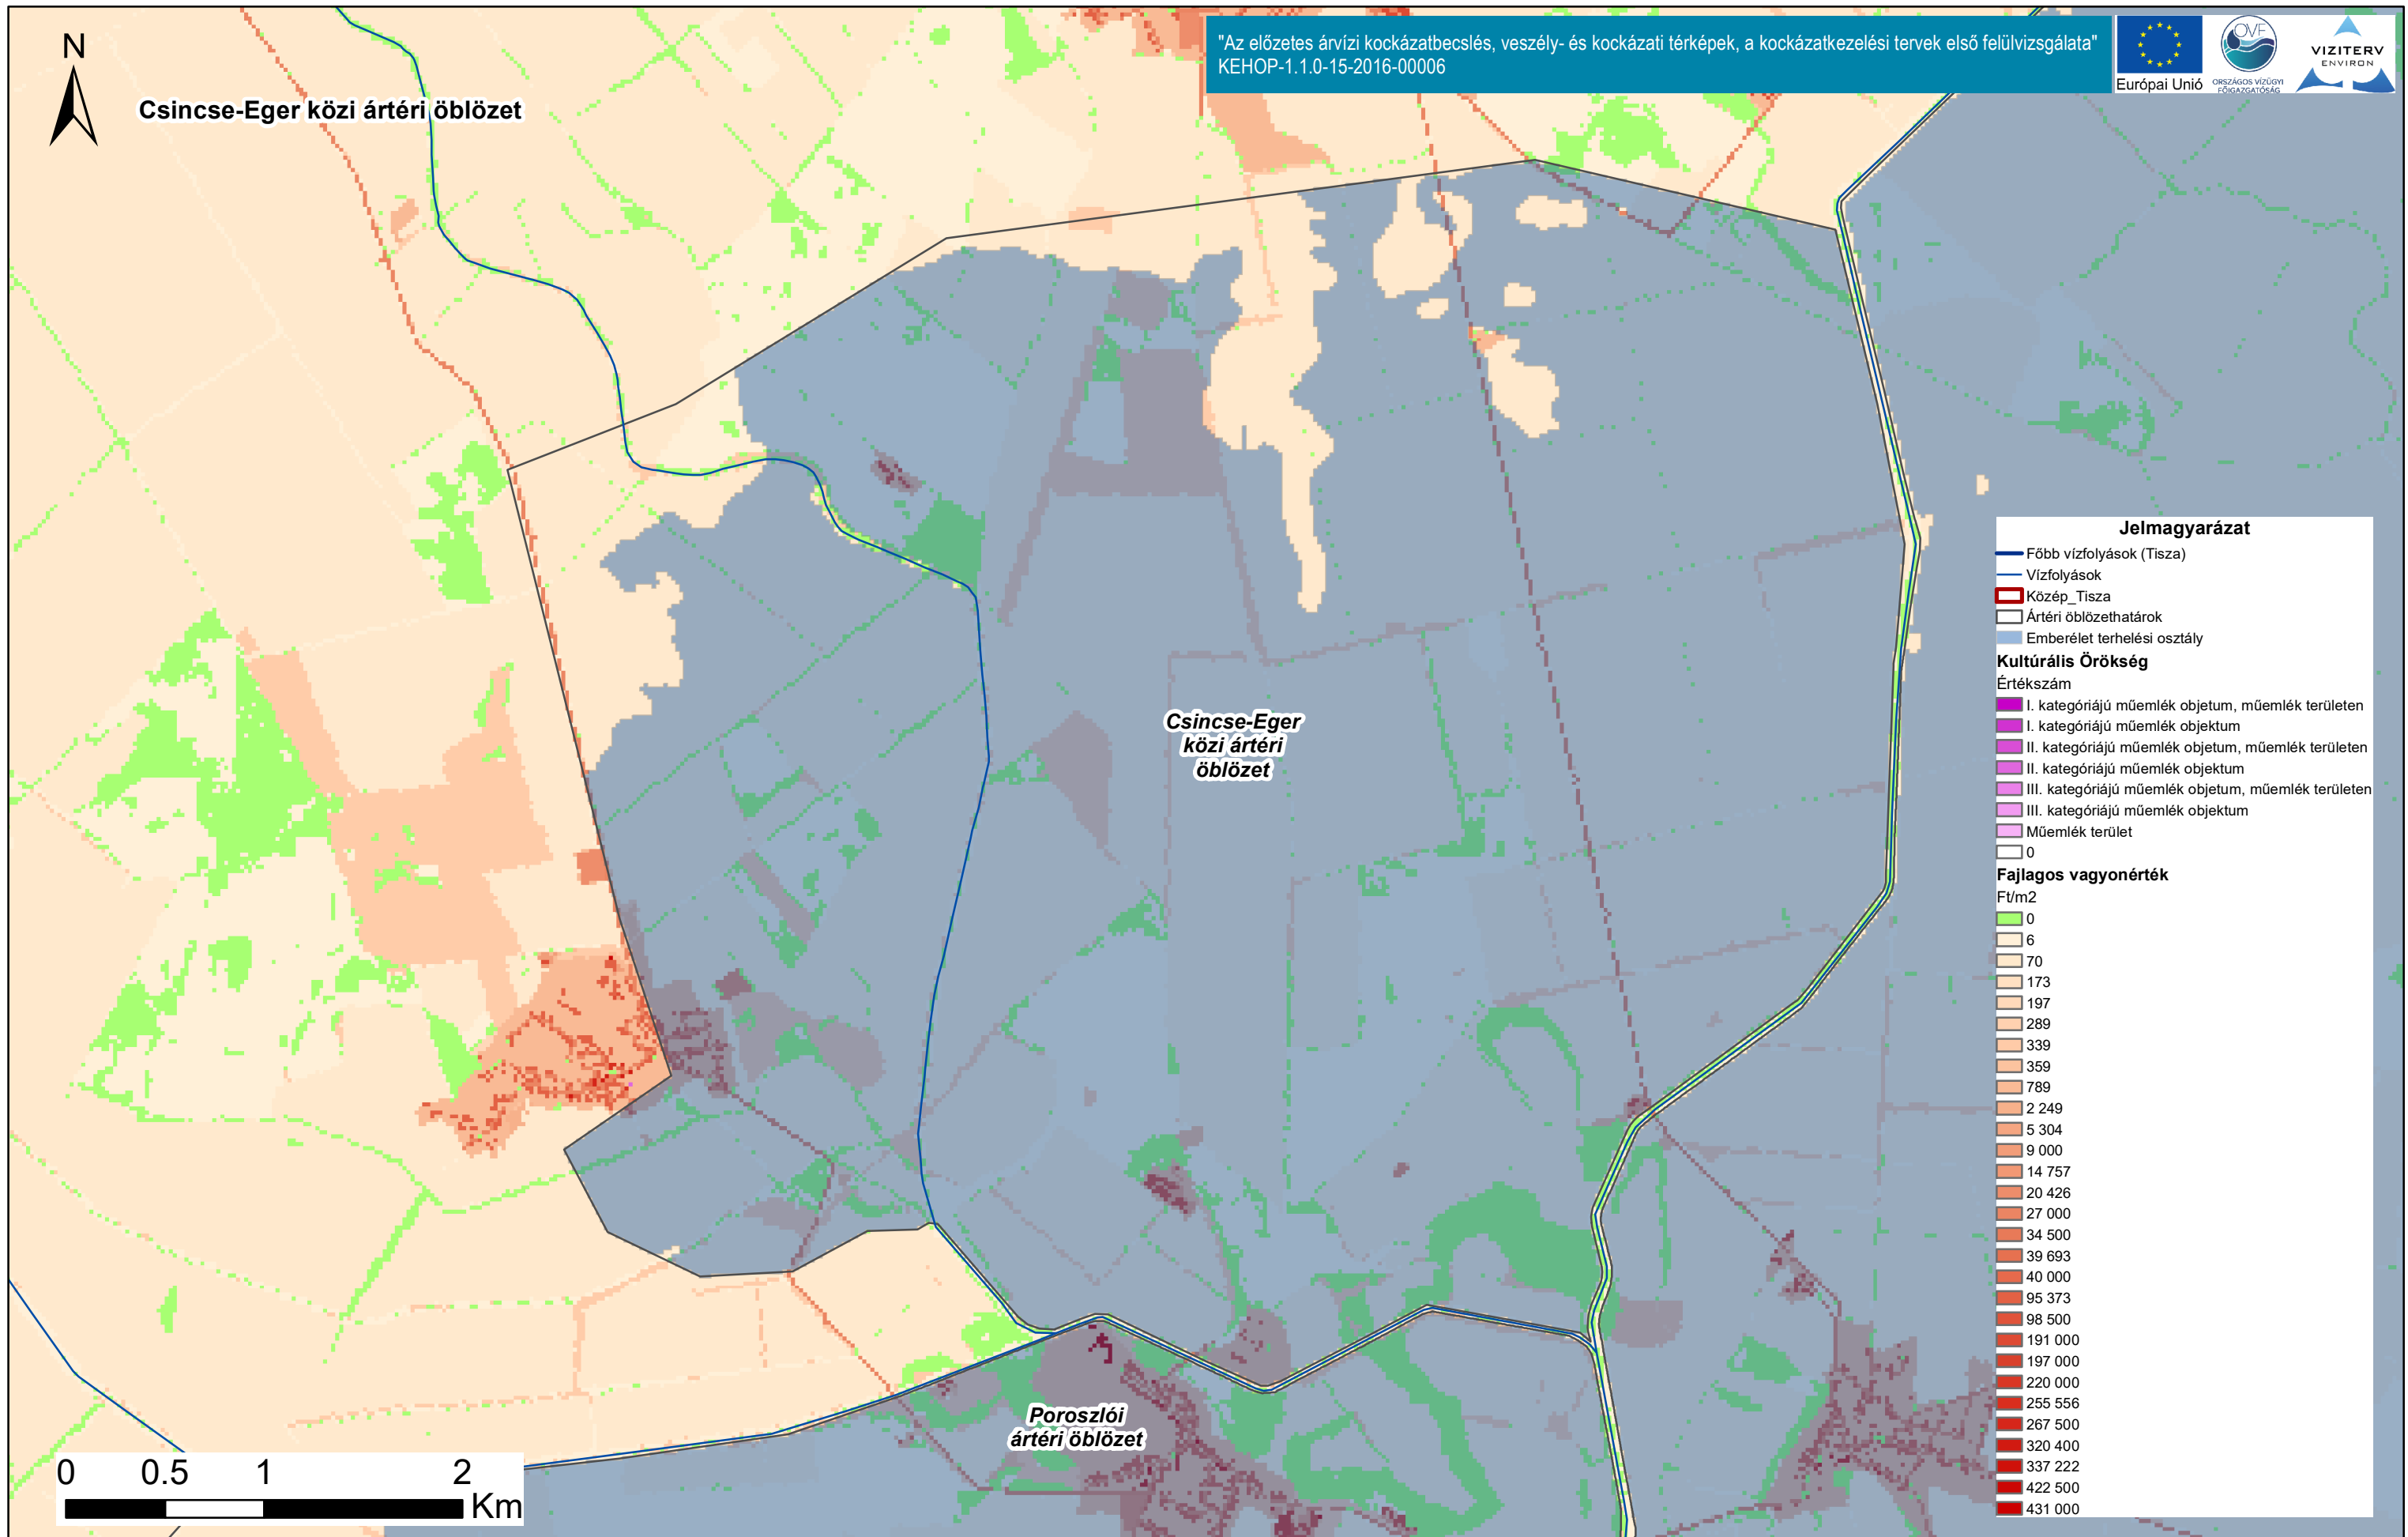 N
Csincse-Eger közi ártéri öblözet
"Az előzetes árvízi kockázatbecslés, veszély- és kockázati térképek, a kockázatkezelési tervek első felülvizsgálata"
KEHOP-1.1.0-15-2016-00006
Európai Unió
OVF
ORSZÁGOS VÍZÜGYI
FŐIGAZGATÓSÁG
VIZITERV
ENVIRON
Csincse-Eger
közi ártéri
öblözet
Poroszlói
ártéri öblözet
Jelmagyarázat
Főbb vízfolyások (Tisza)
Vízfolyások
Közép_Tisza
Ártéri öblözethatárok
Emberélet terhelési osztály
Kultúrális Örökség
Értékszám
I. kategóriájú műemlék objetum, műemlék területen
I. kategóriájú műemlék objektum
II. kategóriájú műemlék objetum, műemlék területen
II. kategóriájú műemlék objektum
III. kategóriájú műemlék objetum, műemlék területen
III. kategóriájú műemlék objektum
Műemlék terület
0
Fajlagos vagyonérték
Ft/m2
0
6
70
173
197
289
339
359
789
2 249
5 304
9 000
14 757
20 426
27 000
34 500
39 693
40 000
95 373
98 500
191 000
197 000
220 000
255 556
267 500
320 400
337 222
422 500
431 000
0 0.5 1 2
Km